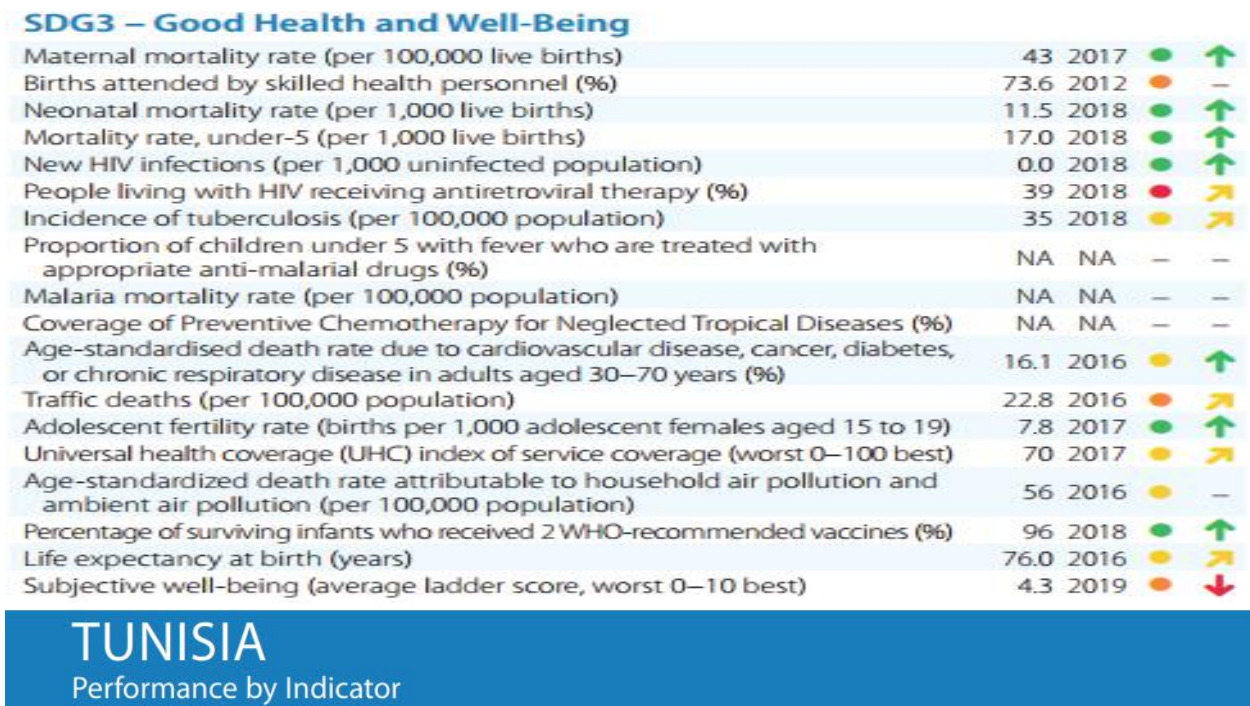 SDG3 – Good Health and Well-Being
Maternal mortality rate (per 100,000 live births) 43 2017
Births attended by skilled health personnel (%) 73.6 2012 –
Neonatal mortality rate (per 1,000 live births) 11.5 2018
Mortality rate, under-5 (per 1,000 live births) 17.0 2018
New HIV infections (per 1,000 uninfected population) 0.0 2018
People living with HIV receiving antiretroviral therapy (%) 39 2018
Incidence of tuberculosis (per 100,000 population) 35 2018
Proportion of children under 5 with fever who are treated with
appropriate anti-malarial drugs (%) NA NA – –
Malaria mortality rate (per 100,000 population) NA NA – –
Coverage of Preventive Chemotherapy for Neglected Tropical Diseases (%) NA NA – –
Age-standardised death rate due to cardiovascular disease, cancer, diabetes,
or chronic respiratory disease in adults aged 30–70 years (%) 16.1 2016
Traffic deaths (per 100,000 population) 22.8 2016
Adolescent fertility rate (births per 1,000 adolescent females aged 15 to 19) 7.8 2017
Universal health coverage (UHC) index of service coverage (worst 0–100 best) 70 2017
Age-standardized death rate attributable to household air pollution and
ambient air pollution (per 100,000 population) 56 2016 –
Percentage of surviving infants who received 2 WHO-recommended vaccines (%) 96 2018
Life expectancy at birth (years) 76.0 2016
Subjective well-being (average ladder score, worst 0–10 best) 4.3 2019
TUNISIA
Performance by Indicator